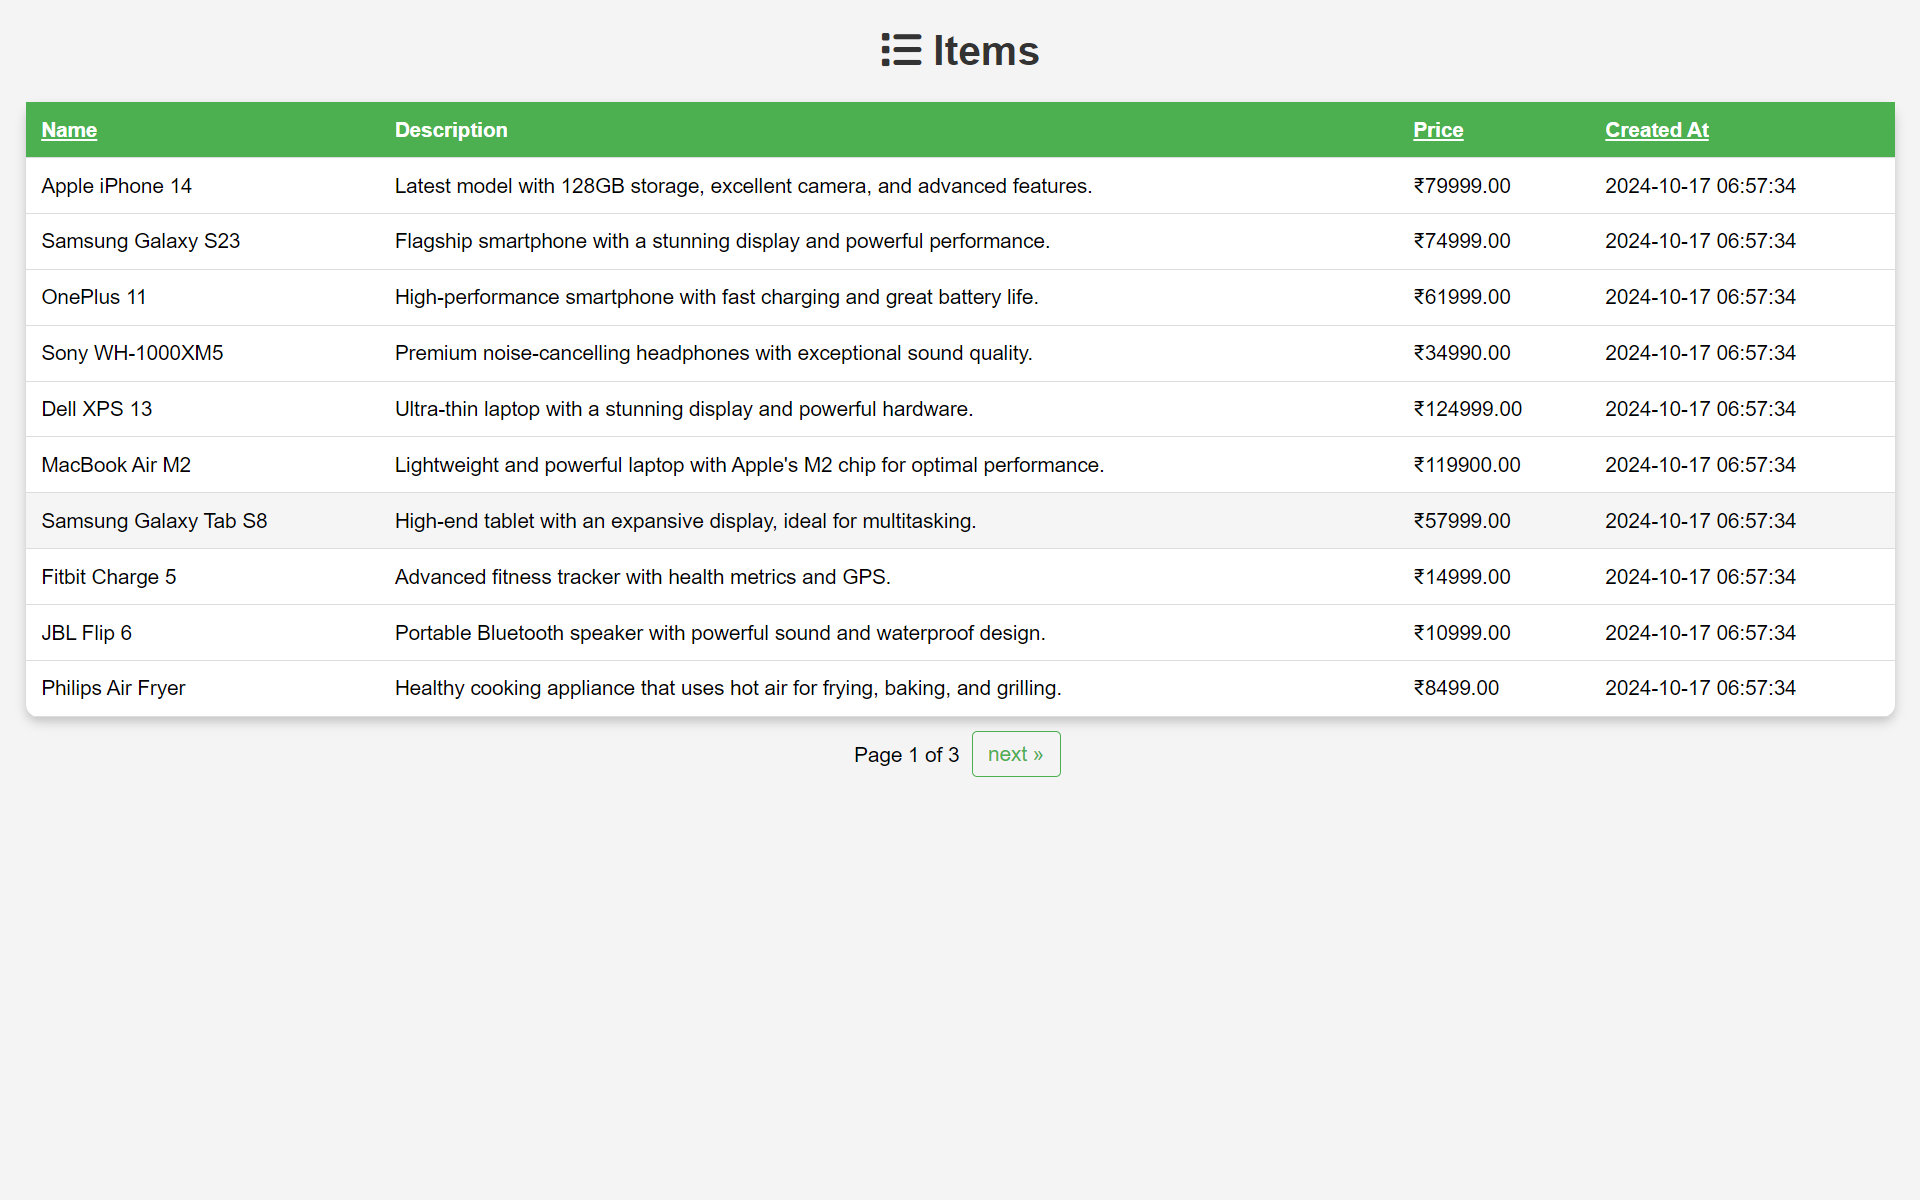 Items
Name Description Price Created At
Apple iPhone 14 Latest model with 128GB storage, excellent camera, and advanced features. ₹79999.00 2024-10-17 06:57:34
Samsung Galaxy S23 Flagship smartphone with a stunning display and powerful performance. ₹74999.00 2024-10-17 06:57:34
OnePlus 11 High-performance smartphone with fast charging and great battery life. ₹61999.00 2024-10-17 06:57:34
Sony WH-1000XM5 Premium noise-cancelling headphones with exceptional sound quality. ₹34990.00 2024-10-17 06:57:34
Dell XPS 13 Ultra-thin laptop with a stunning display and powerful hardware. ₹124999.00 2024-10-17 06:57:34
MacBook Air M2 Lightweight and powerful laptop with Apple's M2 chip for optimal performance. ₹119900.00 2024-10-17 06:57:34
Samsung Galaxy Tab S8 High-end tablet with an expansive display, ideal for multitasking. ₹57999.00 2024-10-17 06:57:34
Fitbit Charge 5 Advanced fitness tracker with health metrics and GPS. ₹14999.00 2024-10-17 06:57:34
JBL Flip 6 Portable Bluetooth speaker with powerful sound and waterproof design. ₹10999.00 2024-10-17 06:57:34
Philips Air Fryer Healthy cooking appliance that uses hot air for frying, baking, and grilling. ₹8499.00 2024-10-17 06:57:34
Page 1 of 3 next »